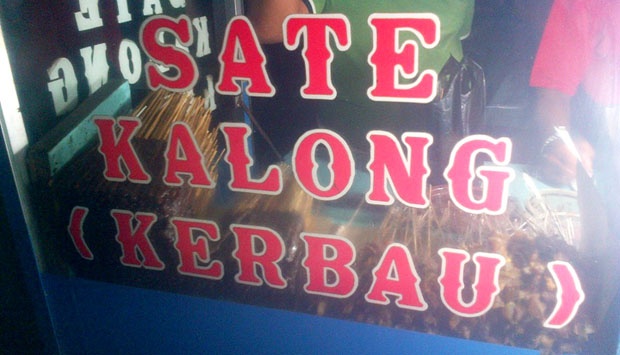 SATE
KALONG
( KERBAU )